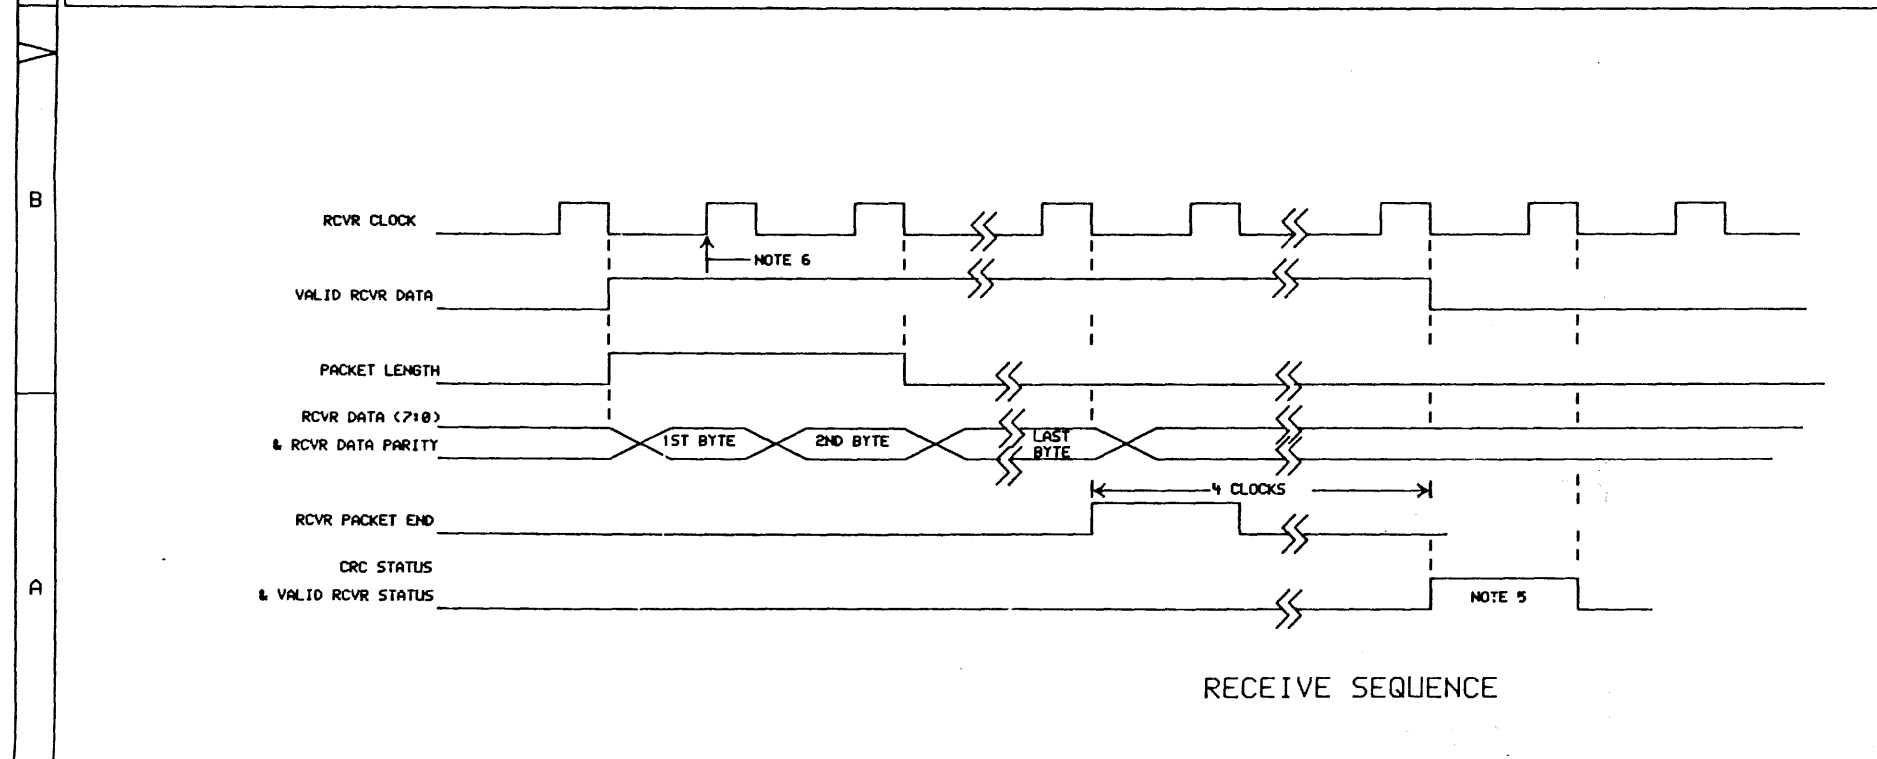 B
RCVR CLOCK
NOTE 6
VALID RCVR DATA
PACKET LENGTH
RCVR DATA (7:0)
& RCVR DATA PARITY
1ST BYTE
2ND BYTE
LAST
BYTE
4 CLOCKS
RCVR PACKET END
CRC STATUS
& VALID RCVR STATUS
NOTE 5
A
RECEIVE SEQUENCE